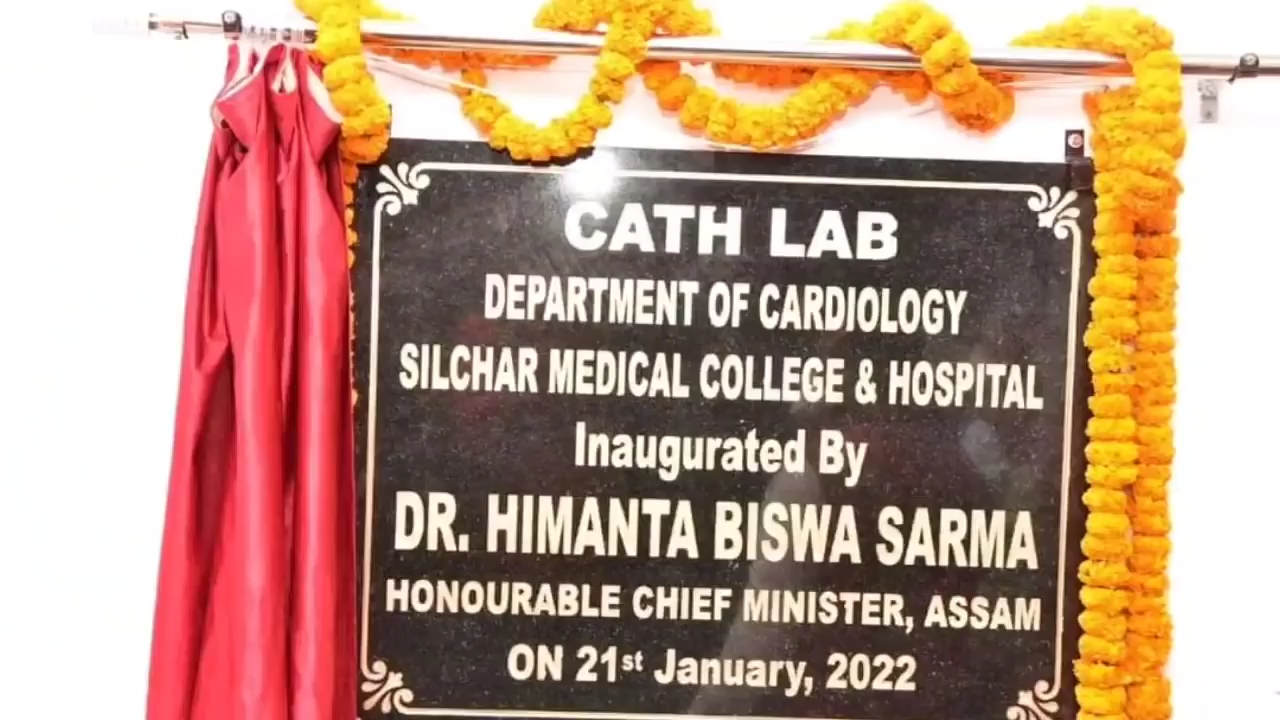 CATH LAB
DEPARTMENT OF CARDIOLOGY
SILCHAR MEDICAL COLLEGE & HOSPITAL
Inaugurated By
DR. HIMANTA BISWA SARMA
HONOURABLE CHIEF MINISTER, ASSAM
ON 21st January, 2022